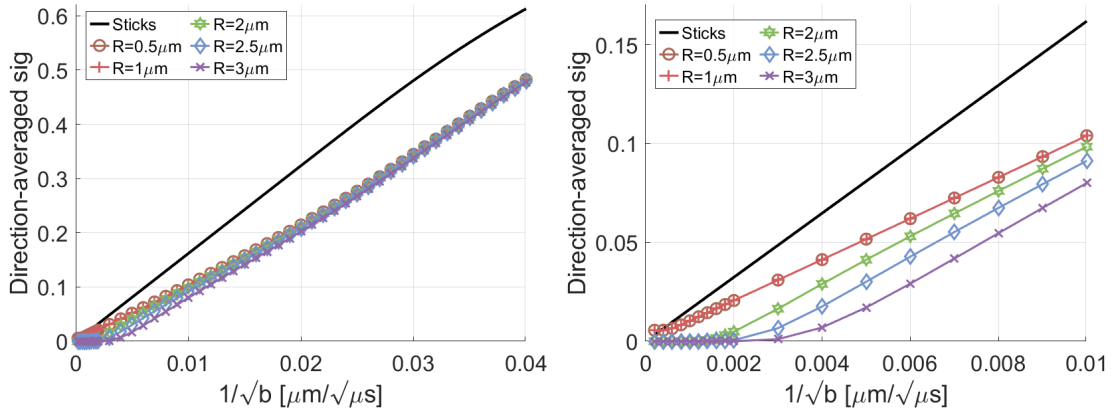 Direction-averaged sig
0.6
0.5
0.4
0.3
0.2
0.1
0
Sticks
R=0.5μm
R=1μm
R=2μm
R=2.5μm
R=3μm
0.01
0.02
0.03
0.04
1/√b [μm/√μs]
Direction-averaged sig
0.15
0.1
0.05
0
Sticks
R=0.5μm
R=1μm
R=2μm
R=2.5μm
R=3μm
0.002
0.004
0.006
0.008
0.01
1/√b [μm/√μs]